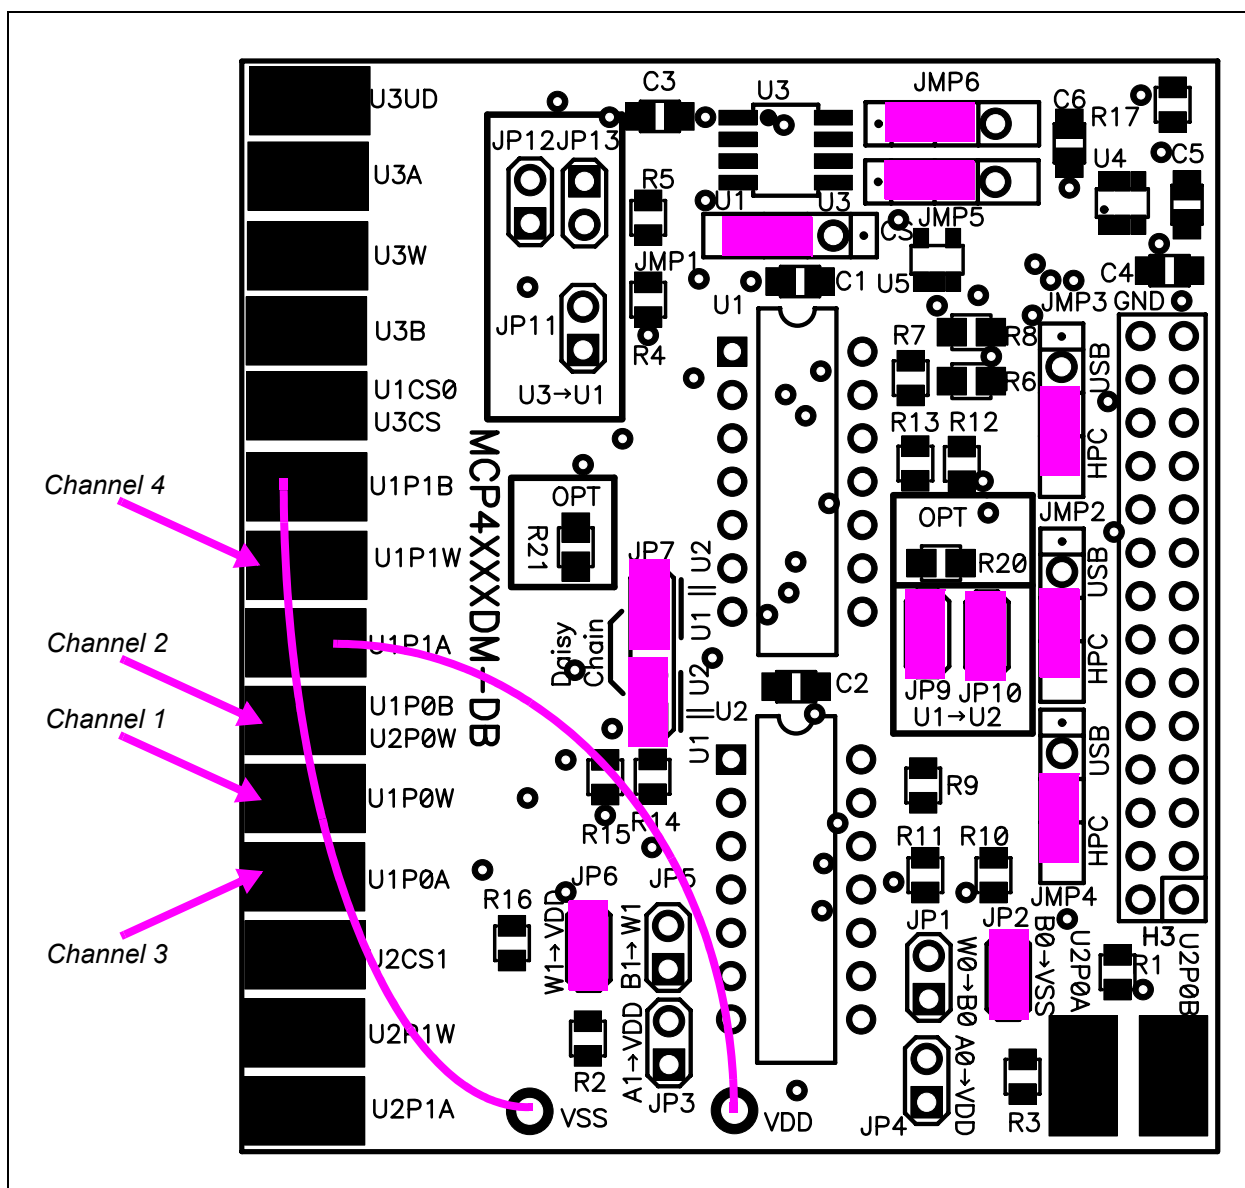 U3UD
U3A
U3W
U3B
U1CS0
U3CS
U1P1B
U1P1W
U1P1A
U1P0B
U2P0W
U1P0W
U1P0A
U2CS1
U2P1W
U2P1A
Channel 4
Channel 2
Channel 1
Channel 3
JP12
JP13
JP11
U3→U1
MCP4XXXDM-DB
C3
R5
JMP1
R4
U3
U1
U3
CS
JMP6
JMP5
C6
R17
U4
C5
C4
U5
C1
U1
JMP3
GND
USB
HPC
R7
R8
R6
R13
R12
OPT
R21
JP7
U2
U1
Daisy
Chain
U2
U1
OPT
R20
JP9
JP10
U1→U2
JMP2
USB
HPC
C2
U2
R15
R14
R9
R11
R10
USB
HPC
JMP4
R16
JP6
W1→VDD
JP5
B1→W1
R2
A1→VDD
JP3
VSS
VDD
JP1
W0→B0
JP2
B0→VSS
U2P0A
R1
H3
U2P0B
JP4
A0→VDD
R3